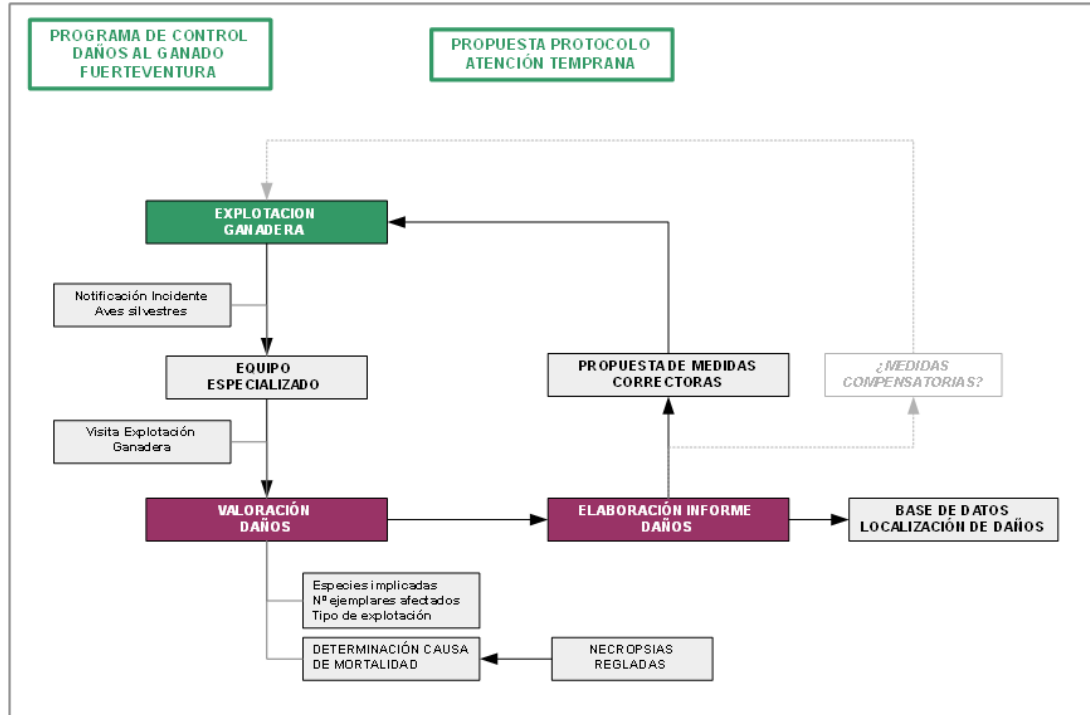 PROGRAMA DE CONTROL
DAÑOS AL GANADO
FUERTEVENTURA
PROPUESTA PROTOCOLO
ATENCIÓN TEMPRANA
EXPLOTACION
GANADERA
Notificación Incidente
Aves silvestres
EQUIPO
ESPECIALIZADO
PROPUESTA DE MEDIDAS
CORRECTORAS
¿MEDIDAS
COMPENSATORIAS?
Visita Explotación
Ganadera
VALORACIÓN
DAÑOS
ELABORACIÓN INFORME
DAÑOS
BASE DE DATOS
LOCALIZACIÓN DE DAÑOS
Especies implicadas
Nº ejemplares afectados
Tipo de explotación
DETERMINACIÓN CAUSA
DE MORTALIDAD
NECROPSIAS
REGLADAS